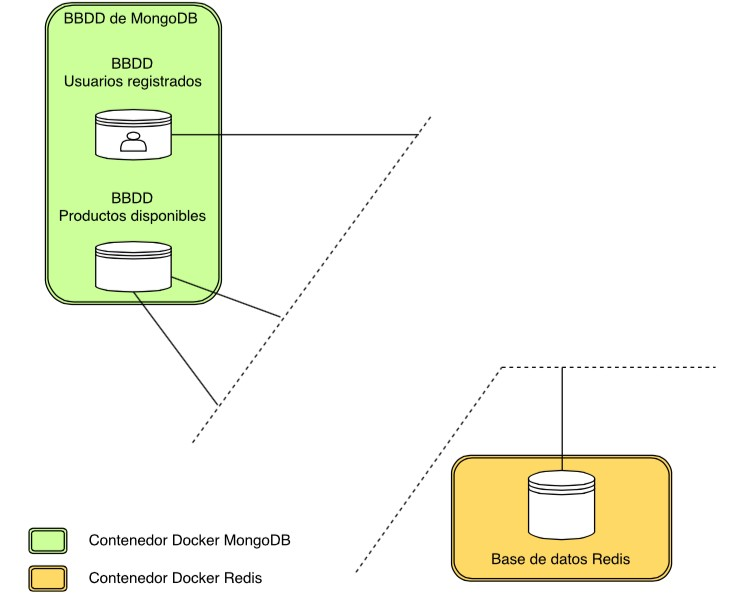 BBDD de MongoDB
BBDD
Usuarios registrados
BBDD
Productos disponibles
Base de datos Redis
Contenedor Docker MongoDB
Contenedor Docker Redis